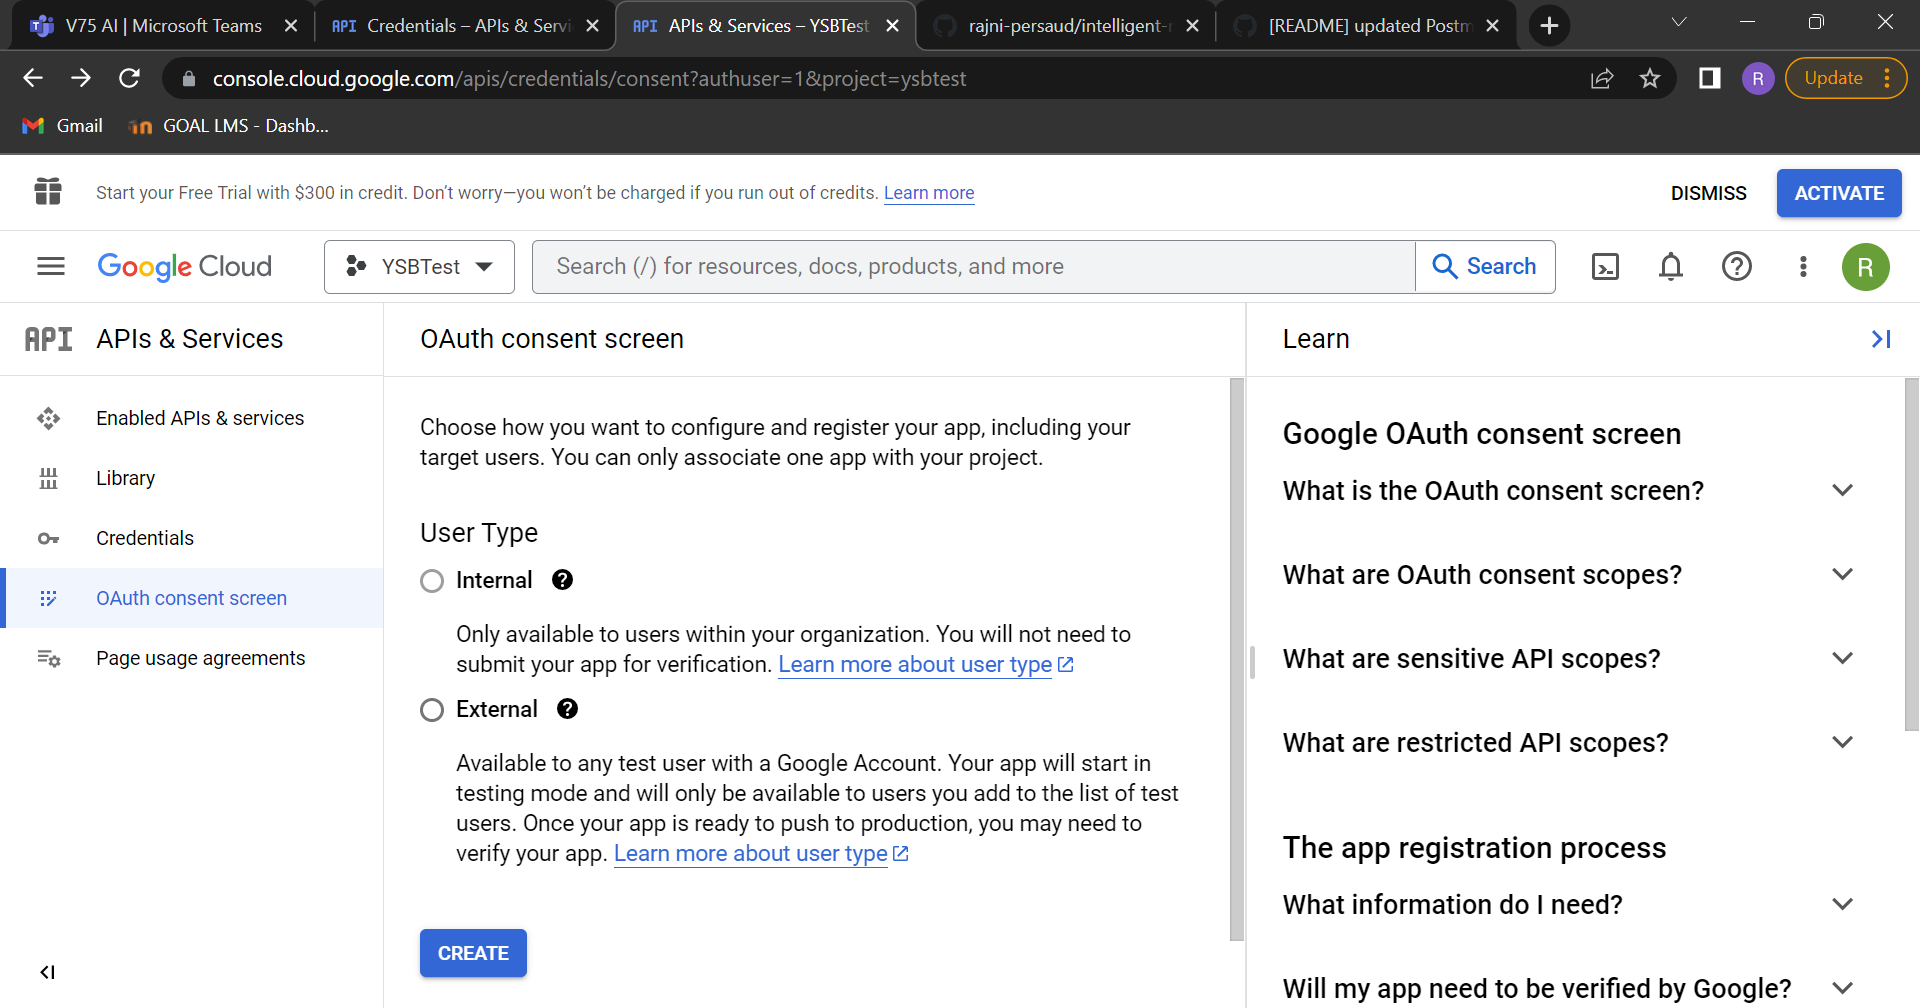 V75 AI | Microsoft Teams
API Credentials – APIs & Servi
API APIs & Services – YSBTest
rajni-persaud/intelligent-r
[README] updated Postm
console.cloud.google.com/apis/credentials/consent?authuser=1&project=ysbtest
R
Update
Gmail
GOAL LMS - Dashb...
Start your Free Trial with $300 in credit. Don't worry—you won't be charged if you run out of credits. Learn more
DISMISS
ACTIVATE
Google Cloud
YSBTest
Search (/) for resources, docs, products, and more
Search
R
API APIs & Services
Enabled APIs & services
Library
Credentials
OAuth consent screen
Page usage agreements
OAuth consent screen
Choose how you want to configure and register your app, including your
target users. You can only associate one app with your project.
User Type
Internal
Only available to users within your organization. You will not need to
submit your app for verification. Learn more about user type
External
Available to any test user with a Google Account. Your app will start in
testing mode and will only be available to users you add to the list of test
users. Once your app is ready to push to production, you may need to
verify your app. Learn more about user type
CREATE
Learn
Google OAuth consent screen
What is the OAuth consent screen?
What are OAuth consent scopes?
What are sensitive API scopes?
What are restricted API scopes?
The app registration process
What information do I need?
Will my app need to be verified by Google?